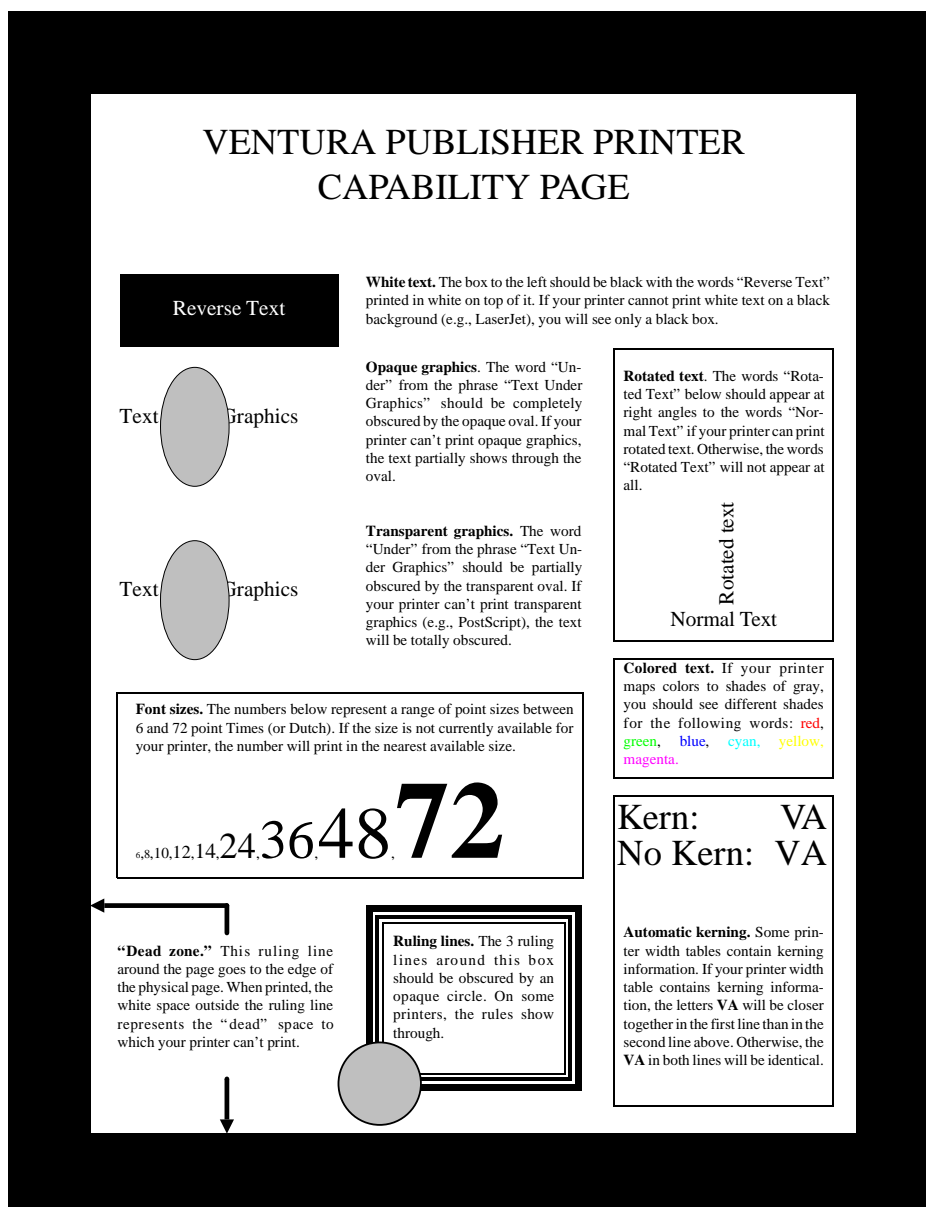 VENTURA PUBLISHER PRINTER
CAPABILITY PAGE
Reverse Text
White text. The box to the left should be black with the words “Reverse Text”
printed in white on top of it. If your printer cannot print white text on a black
background (e.g., LaserJet), you will see only a black box.
Text Graphics
Opaque graphics. The word “Un-
der” from the phrase “Text Under
Graphics” should be completely
obscured by the opaque oval. If your
printer can’t print opaque graphics,
the text partially shows through the
oval.
Text Graphics
Transparent graphics. The word
“Under” from the phrase “Text Un-
der Graphics” should be partially
obscured by the transparent oval. If
your printer can’t print transparent
graphics (e.g., PostScript), the text
will be totally obscured.
Rotated text. The words “Rota-
ted Text” below should appear at
right angles to the words “Nor-
mal Text” if your printer can print
rotated text. Otherwise, the words
“Rotated Text” will not appear at
all.
Rotated text
Normal Text
Font sizes. The numbers below represent a range of point sizes between
6 and 72 point Times (or Dutch). If the size is not currently available for
your printer, the number will print in the nearest available size.
6,8,10,12,14,24,36,48,72
Colored text. If your printer
maps colors to shades of gray,
you should see different shades
for the following words: red,
green, blue, cyan, yellow,
magenta.
Kern: VA
No Kern: VA
Automatic kerning. Some prin-
ter width tables contain kerning
information. If your printer width
table contains kerning informa-
tion, the letters VA will be closer
together in the first line than in the
second line above. Otherwise, the
VA in both lines will be identical.
“Dead zone.” This ruling line
around the page goes to the edge of
the physical page. When printed, the
white space outside the ruling line
represents the “dead” space to
which your printer can’t print.
Ruling lines. The 3 ruling
lines around this box
should be obscured by an
opaque circle. On some
printers, the rules show
through.